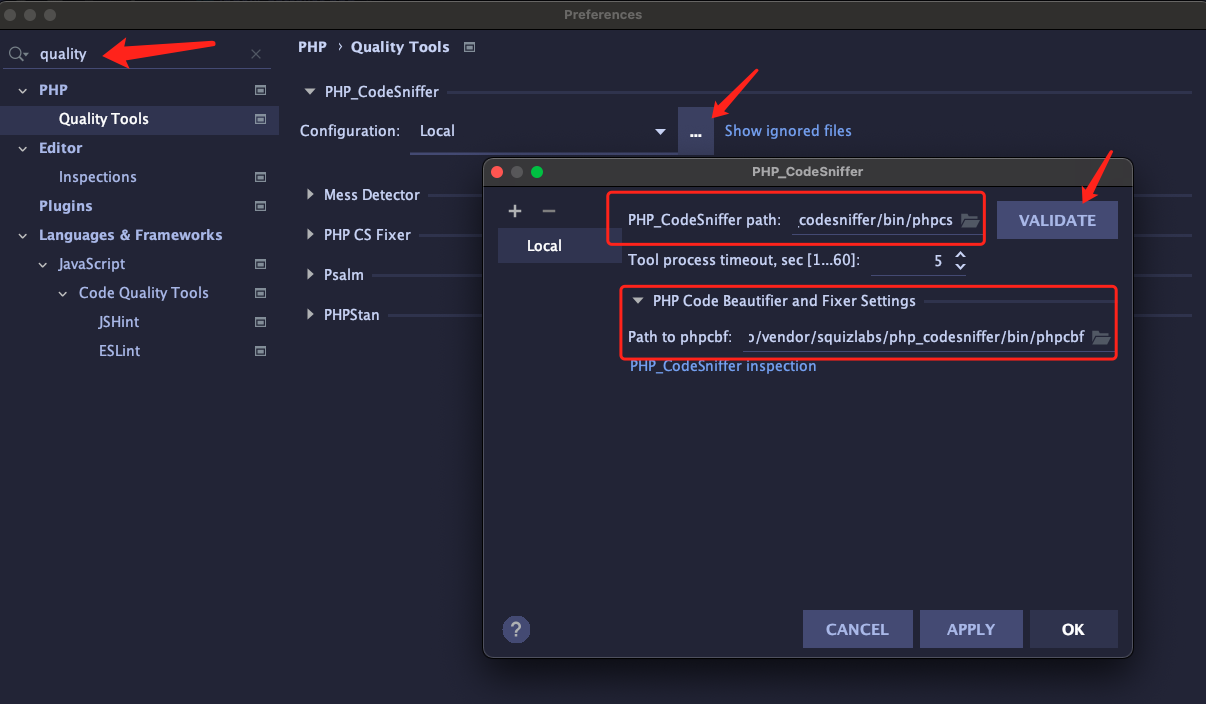 Preferences
quality
PHP
Quality Tools
Editor
Inspections
Plugins
Languages & Frameworks
JavaScript
Code Quality Tools
JSHint
ESLint
PHP › Quality Tools
PHP_CodeSniffer
Configuration: Local ... Show ignored files
Mess Detector
PHP CS Fixer
Psalm
PHPStan
PHP_CodeSniffer
+ −
Local
PHP_CodeSniffer path: _codesniffer/bin/phpcs VALIDATE
Tool process timeout, sec [1...60]: 5
PHP Code Beautifier and Fixer Settings
Path to phpcbf: /vendor/squizlabs/php_codesniffer/bin/phpcbf
PHP_CodeSniffer inspection
? CANCEL APPLY OK